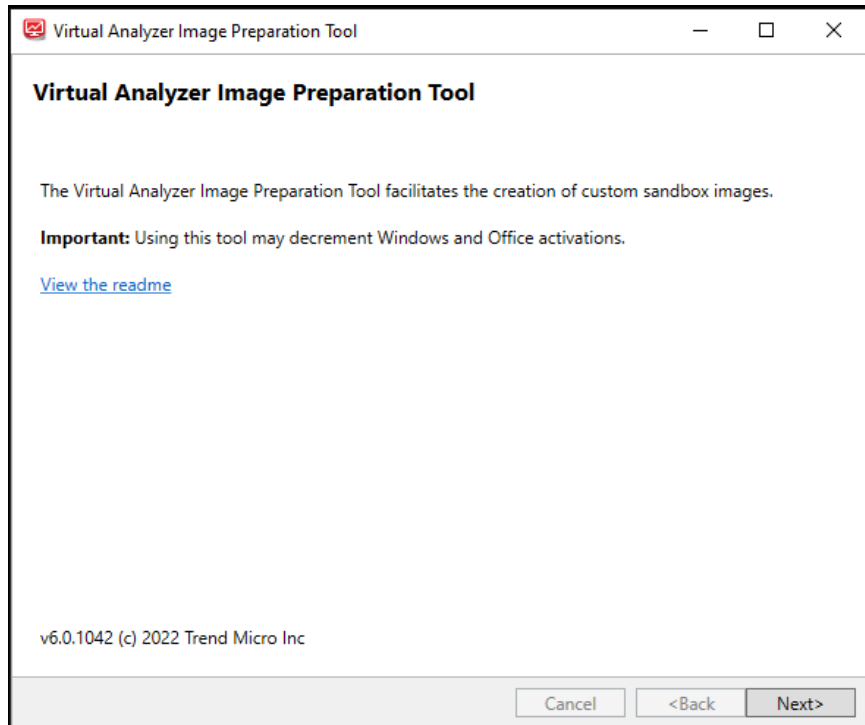 Virtual Analyzer Image Preparation Tool
Virtual Analyzer Image Preparation Tool
The Virtual Analyzer Image Preparation Tool facilitates the creation of custom sandbox images.
Important: Using this tool may decrement Windows and Office activations.
View the readme
v6.0.1042 (c) 2022 Trend Micro Inc
Cancel <Back Next>